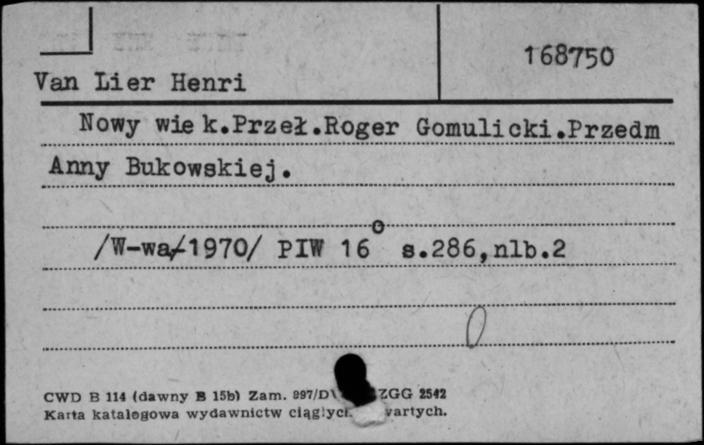 168750
Van Lier Henri
Nowy wiek.Przeł.Roger Gomulicki.Przedm
Anny Bukowskiej.
/W-wa/1970/ PIW 16° s.286,nlb.2
0
CWD B 114 (dawny B 15b) Zam. 997/D ZGG 2542
Karta katalogowa wydawnictw